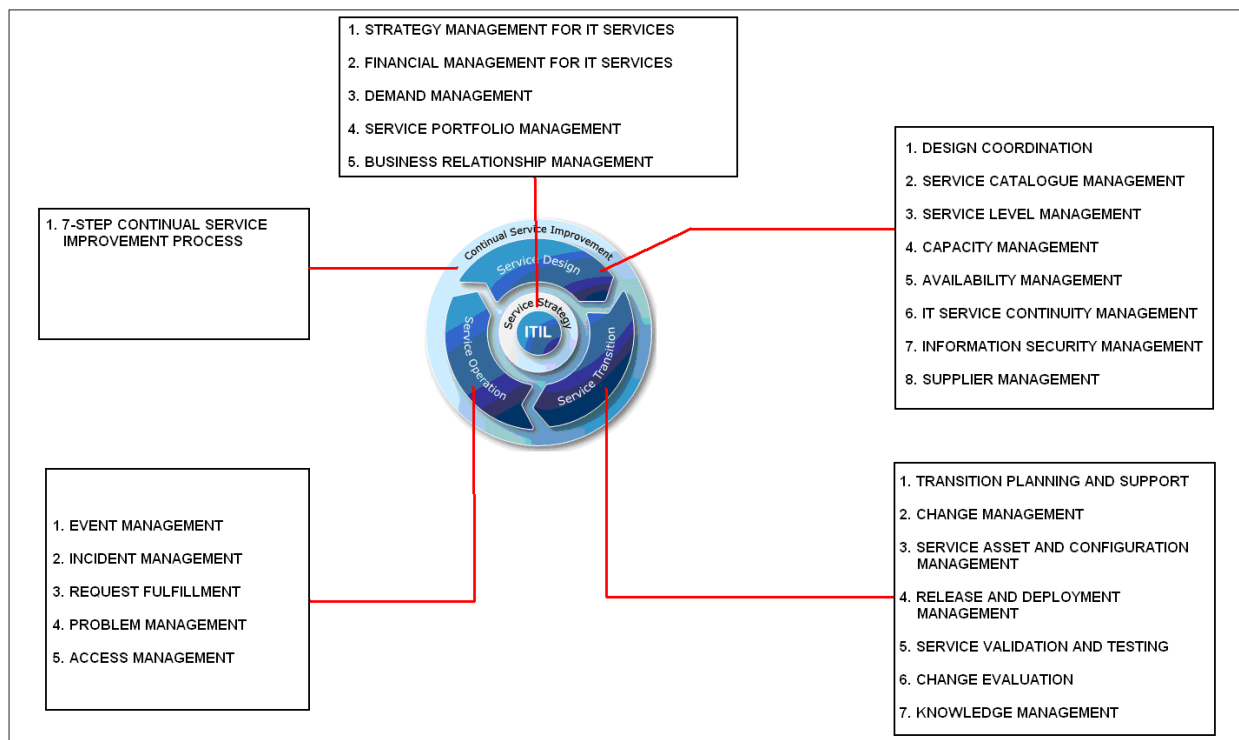 1. STRATEGY MANAGEMENT FOR IT SERVICES
2. FINANCIAL MANAGEMENT FOR IT SERVICES
3. DEMAND MANAGEMENT
4. SERVICE PORTFOLIO MANAGEMENT
5. BUSINESS RELATIONSHIP MANAGEMENT
1. 7-STEP CONTINUAL SERVICE
IMPROVEMENT PROCESS
Continual Service Improvement
Service Design
Service Strategy
ITIL
Service Operation
Service Transition
1. DESIGN COORDINATION
2. SERVICE CATALOGUE MANAGEMENT
3. SERVICE LEVEL MANAGEMENT
4. CAPACITY MANAGEMENT
5. AVAILABILITY MANAGEMENT
6. IT SERVICE CONTINUITY MANAGEMENT
7. INFORMATION SECURITY MANAGEMENT
8. SUPPLIER MANAGEMENT
1. EVENT MANAGEMENT
2. INCIDENT MANAGEMENT
3. REQUEST FULFILLMENT
4. PROBLEM MANAGEMENT
5. ACCESS MANAGEMENT
1. TRANSITION PLANNING AND SUPPORT
2. CHANGE MANAGEMENT
3. SERVICE ASSET AND CONFIGURATION
MANAGEMENT
4. RELEASE AND DEPLOYMENT
MANAGEMENT
5. SERVICE VALIDATION AND TESTING
6. CHANGE EVALUATION
7. KNOWLEDGE MANAGEMENT